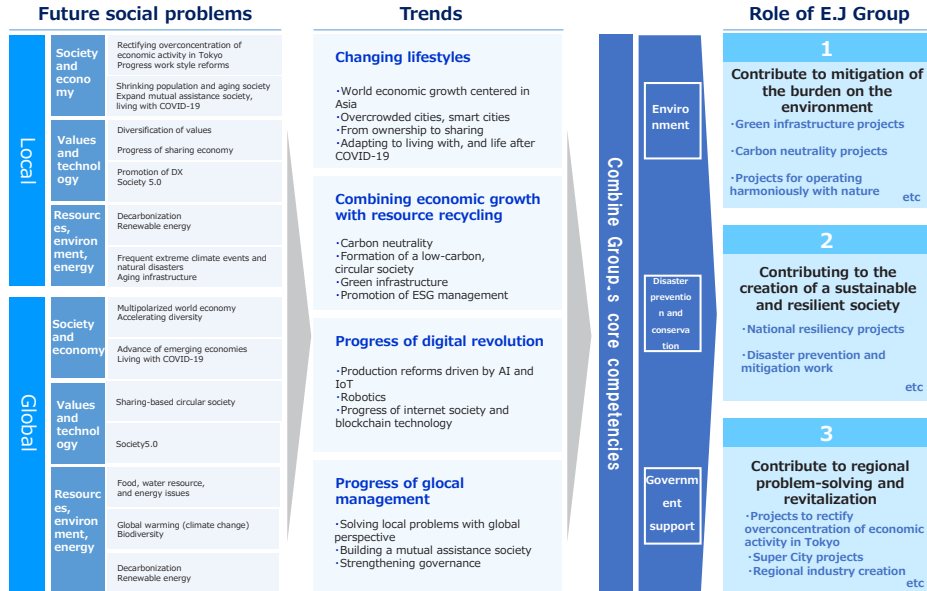 Future social problems
Trends
Role of E.J Group
Local
Society
and
econo
my
Rectifying overconcentration of
economic activity in Tokyo
Progress work style reforms
Shrinking population and aging society
Expand mutual assistance society,
living with COVID-19
Values
and
technol
ogy
Diversification of values
Progress of sharing economy
Promotion of DX
Society 5.0
Resourc
es,
environ
ment,
energy
Decarbonization
Renewable energy
Frequent extreme climate events and
natural disasters
Aging infrastructure
Global
Society
and
economy
Multipolarized world economy
Accelerating diversity
Advance of emerging economies
Living with COVID-19
Values
and
technol
ogy
Sharing-based circular society
Society5.0
Resourc
es,
environ
ment,
energy
Food, water resource,
and energy issues
Global warming (climate change)
Biodiversity
Decarbonization
Renewable energy
Changing lifestyles
・World economic growth centered in
Asia
・Overcrowded cities, smart cities
・From ownership to sharing
・Adapting to living with, and life after
COVID-19
Combining economic growth
with resource recycling
・Carbon neutrality
・Formation of a low-carbon,
circular society
・Green infrastructure
・Promotion of ESG management
Progress of digital revolution
・Production reforms driven by AI and
IoT
・Robotics
・Progress of internet society and
blockchain technology
Progress of glocal
management
・Solving local problems with global
perspective
・Building a mutual assistance society
・Strengthening governance
Combine Group.s core competencies
Enviro
nment
Disaster
preventio
n and
conserva
tion
Governm
ent
support
1
Contribute to mitigation of
the burden on the
environment
・Green infrastructure projects
・Carbon neutrality projects
・Projects for operating
harmoniously with nature
etc
2
Contributing to the
creation of a sustainable
and resilient society
・National resiliency projects
・Disaster prevention and
mitigation work
etc
3
Contribute to regional
problem-solving and
revitalization
・Projects to rectify
overconcentration of economic
activity in Tokyo
・Super City projects
・Regional industry creation
etc